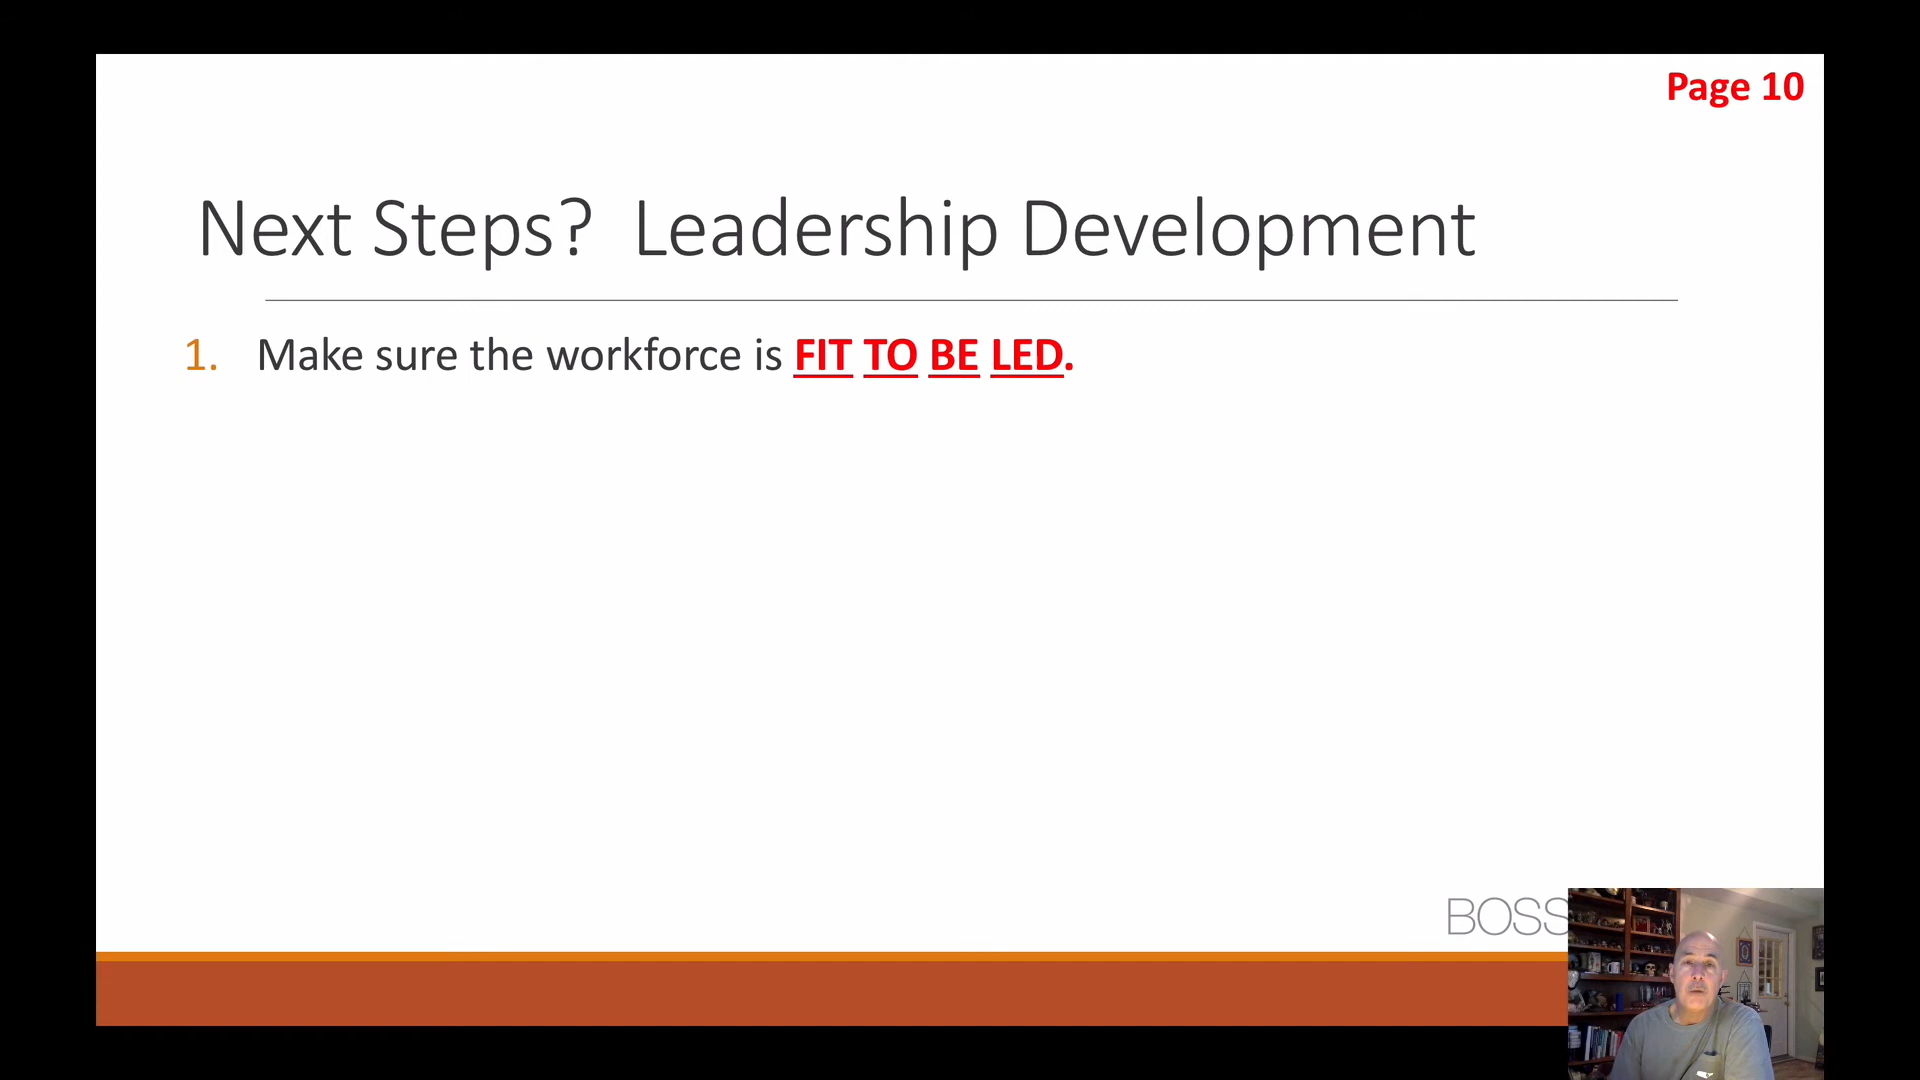 Page 10
Next Steps? Leadership Development
1. Make sure the workforce is FIT TO BE LED.
BOSS